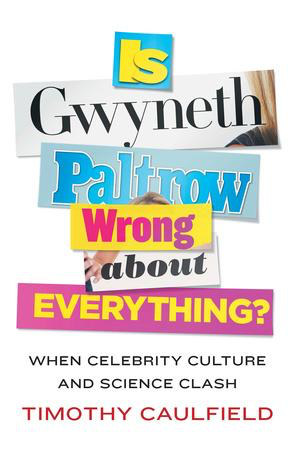 Is
Gwyneth
Paltrow
Wrong
about
EVERYTHING?
WHEN CELEBRITY CULTURE
AND SCIENCE CLASH
TIMOTHY CAULFIELD